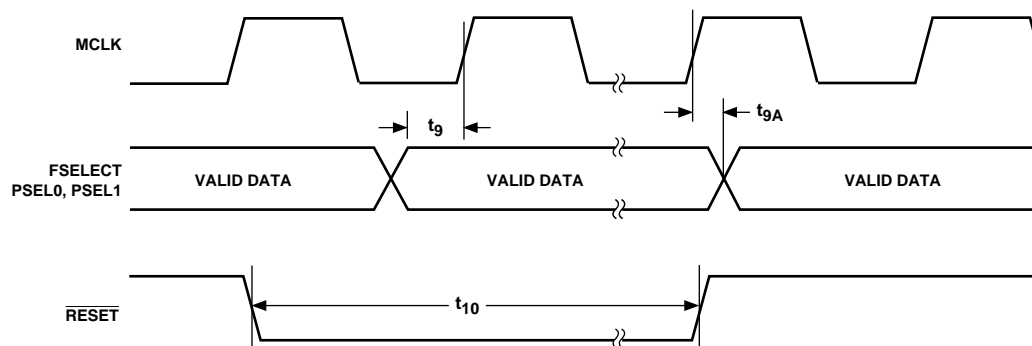 MCLK
t9
t9A
FSELECT
PSEL0, PSEL1
VALID DATA
VALID DATA
VALID DATA
t10
RESET